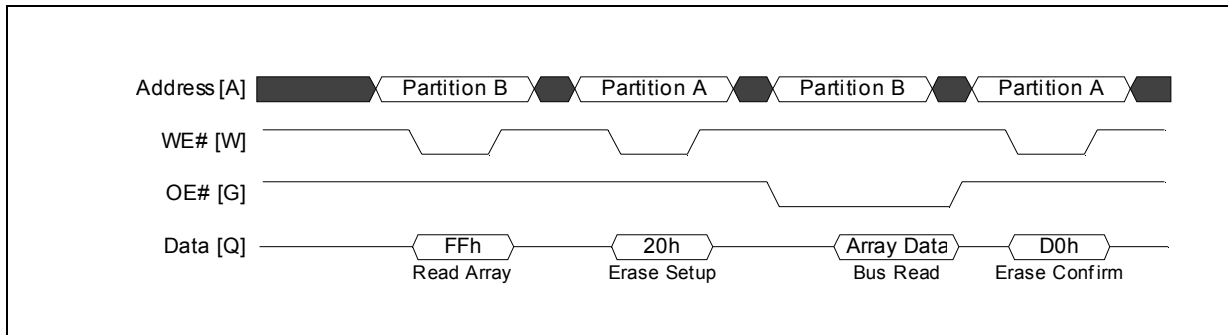 Address [A] Partition B Partition A Partition B Partition A
WE# [W]
OE# [G]
Data [Q] FFh 20h Array Data D0h
Read Array Erase Setup Bus Read Erase Confirm